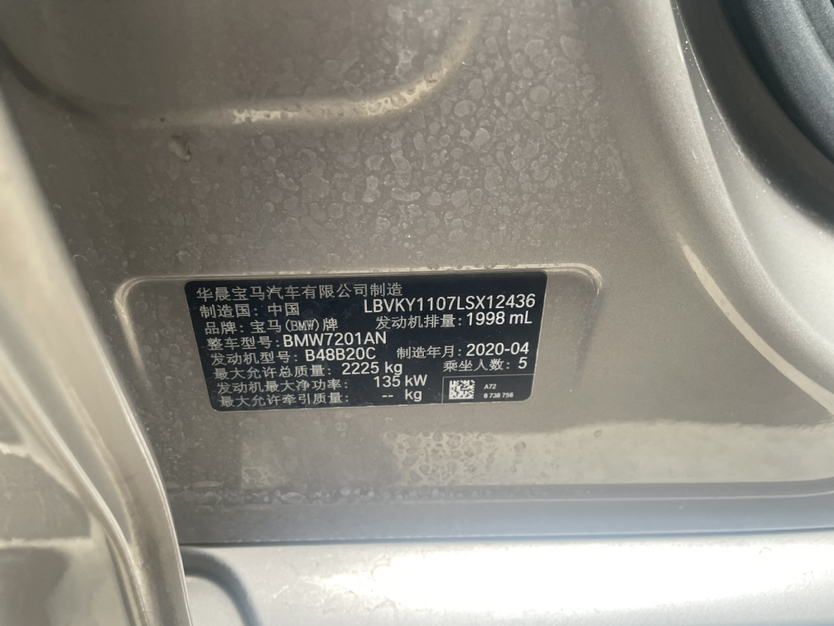 华晨宝马汽车有限公司制造
制造国: 中国 LBVKY1107LSX12436
品牌: 宝马(BMW)牌 发动机排量: 1998 mL
整车型号: BMW7201AN
发动机型号: B48B20C 制造年月: 2020-04
最大允许总质量: 2225 kg 乘坐人数: 5
发动机最大净功率: 135 kW
最大允许牵引质量: -- kg
A72
8 738 756